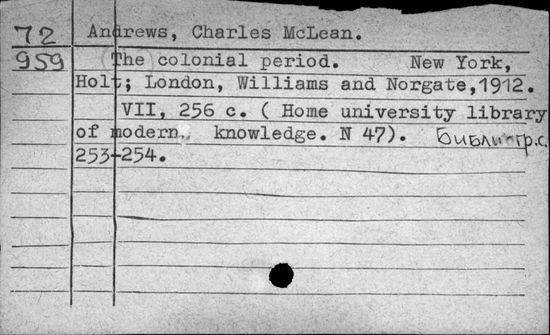 72 Andrews, Charles McLean.
959 The colonial period. New York,
Holt; London, Williams and Norgate,1912.
VII, 256 с. ( Home university library
of modern knowledge. N 47). Библиогр.с.
253-254.